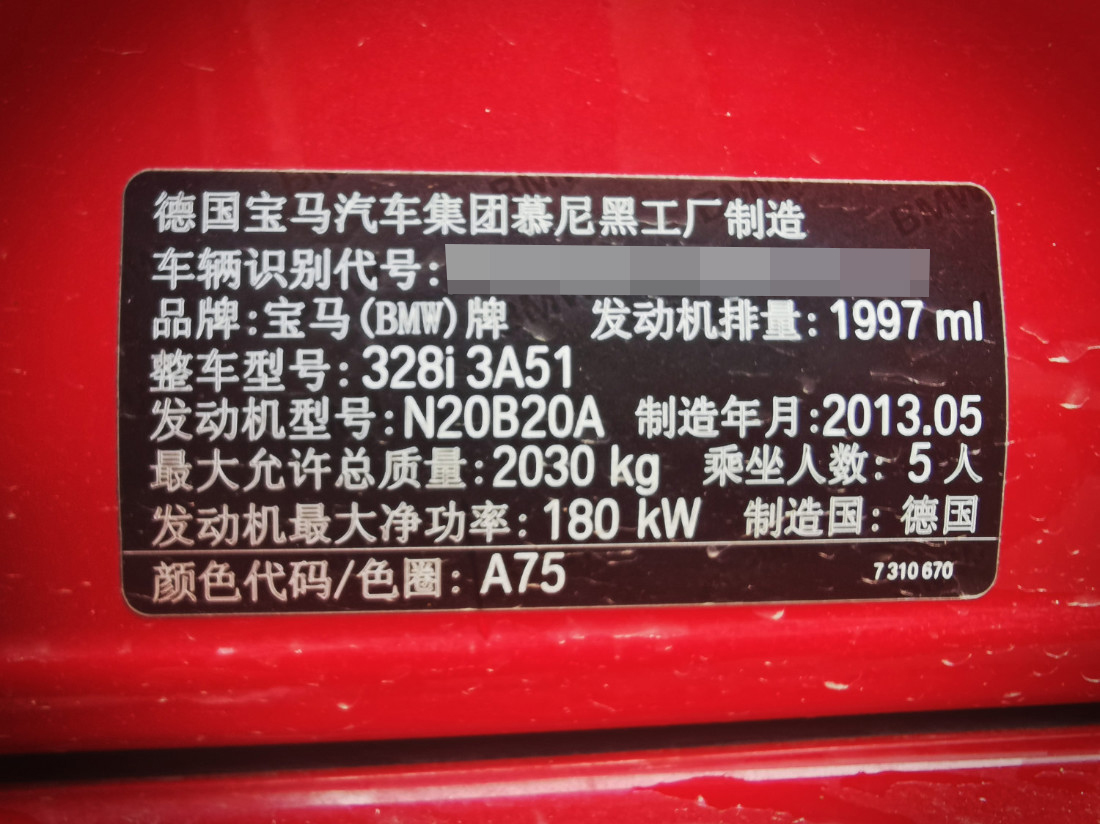 德国宝马汽车集团慕尼黑工厂制造
车辆识别代号:
品牌:宝马(BMW)牌 发动机排量: 1997 ml
整车型号: 328i 3A51
发动机型号: N20B20A 制造年月:2013.05
最大允许总质量: 2030 kg 乘坐人数: 5 人
发动机最大净功率: 180 kW 制造国: 德国
颜色代码/色圈: A75 7 310 670